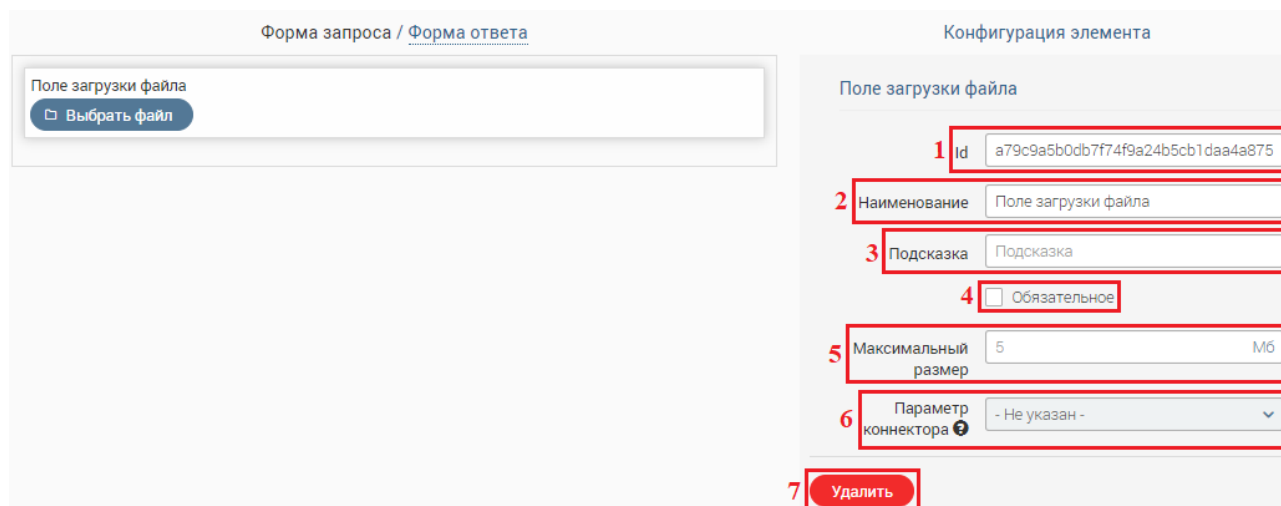 Форма запроса / Форма ответа
Конфигурация элемента
Поле загрузки файла
Выбрать файл
Поле загрузки файла
1 Id a79c9a5b0db7f74f9a24b5cb1daa4a875
2 Наименование Поле загрузки файла
3 Подсказка Подсказка
4 Обязательное
5 Максимальный размер 5 Мб
6 Параметр коннектора - Не указан -
7 Удалить